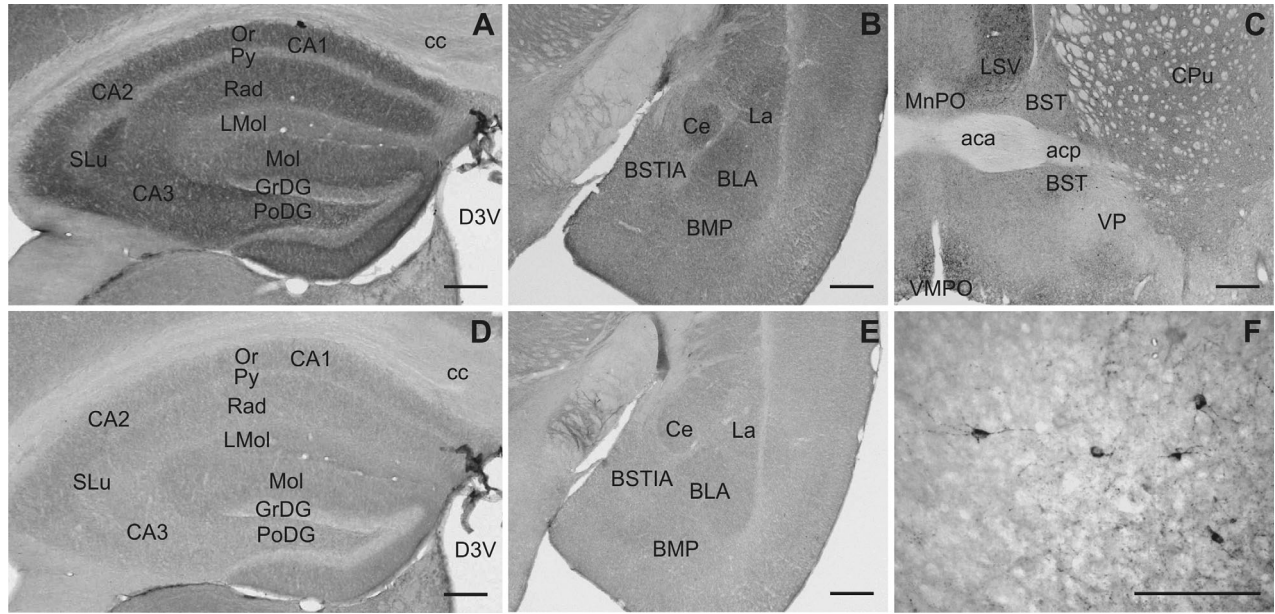 A
Or
CA1
cc
Py
CA2
Rad
LMol
SLu
Mol
CA3
GrDG
PoDG
D3V
B
Ce
La
BSTIA
BLA
BMP
C
LSV
CPu
MnPO
BST
aca
acp
BST
VP
VMPO
D
Or
CA1
Py
cc
CA2
Rad
LMol
SLu
Mol
GrDG
CA3
PoDG
D3V
E
Ce
La
BSTIA
BLA
BMP
F